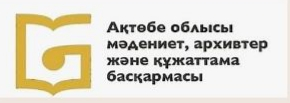 Ақтөбе облысы
мәдениет, архивтер
және құжаттама
басқармасы